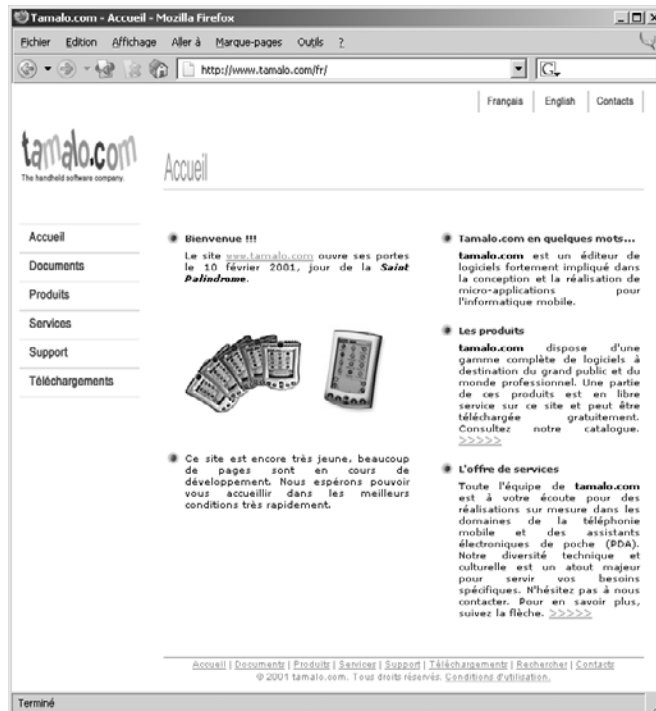 Tamalo.com - Accueil - Mozilla Firefox
Fichier Edition Affichage Aller à Marque-pages Outils ?
http://www.tamalo.com/fr/
G
Français English Contacts
tamalo.com
The handheld software company.
Accueil
Accueil
Documents
Produits
Services
Support
Téléchargements
Bienvenue !!!
Le site www.tamalo.com ouvre ses portes
le 10 février 2001, jour de la Saint
Palindrome.
Ce site est encore très jeune, beaucoup
de pages sont en cours de
développement. Nous espérons pouvoir
vous accueillir dans les meilleurs
conditions très rapidement.
Tamalo.com en quelques mots...
tamalo.com est un éditeur de
logiciels fortement impliqué dans
la conception et la réalisation de
micro-applications pour
l'informatique mobile.
Les produits
tamalo.com dispose d'une
gamme complète de logiciels à
destination du grand public et du
monde professionnel. Une partie
de ces produits est en libre
service sur ce site et peut être
téléchargée gratuitement.
Consultez notre catalogue.
>>>>>
L'offre de services
Toute l'équipe de tamalo.com
est à votre écoute pour des
réalisations sur mesure dans les
domaines de la téléphonie
mobile et des assistants
électroniques de poche (PDA).
Notre diversité technique et
culturelle est un atout majeur
pour servir vos besoins
spécifiques. N'hésitez pas à nous
contacter. Pour en savoir plus,
suivez la flèche. >>>>>
Accueil | Documents | Produits | Services | Support | Téléchargements | Rechercher | Contacts
© 2001 tamalo.com. Tous droits réservés. Conditions d'utilisation.
Terminé